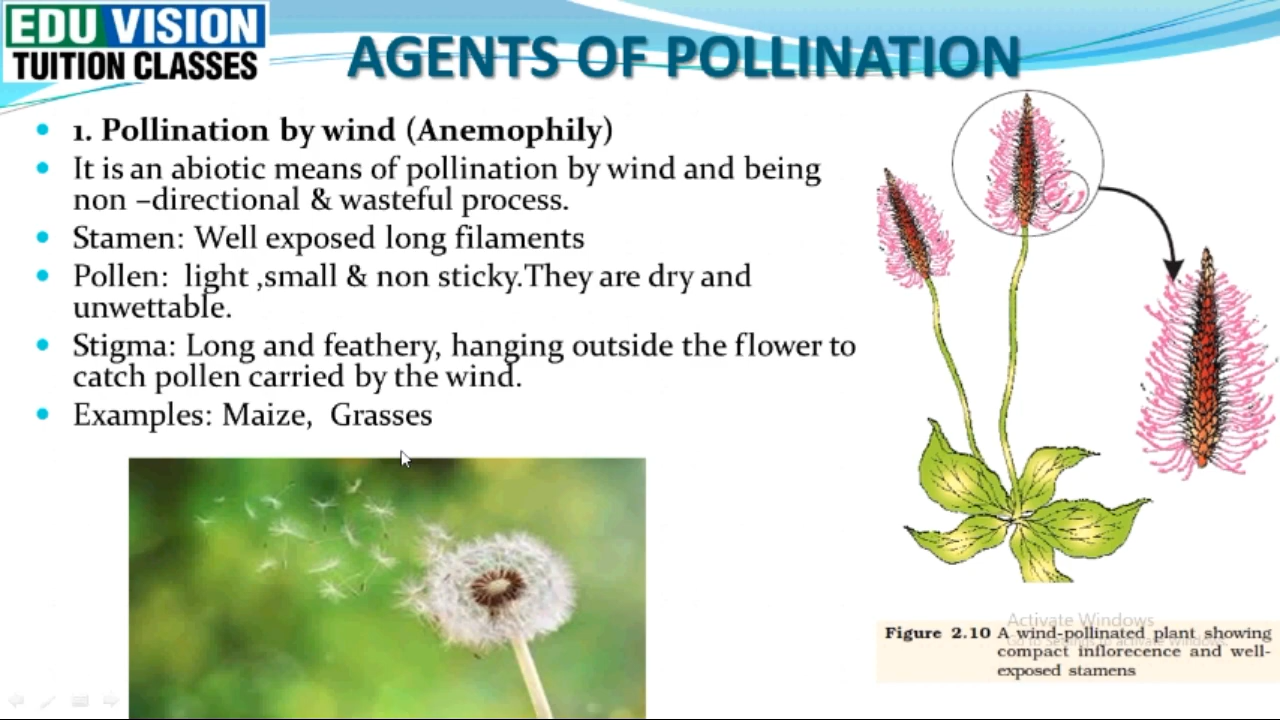 EDU VISION
TUITION CLASSES
AGENTS OF POLLINATION
1. Pollination by wind (Anemophily)
It is an abiotic means of pollination by wind and being
non –directional & wasteful process.
Stamen: Well exposed long filaments
Pollen: light ,small & non sticky.They are dry and
unwettable.
Stigma: Long and feathery, hanging outside the flower to
catch pollen carried by the wind.
Examples: Maize, Grasses
Activate Windows
Figure 2.10 A wind-pollinated plant showing
compact inflorecence and well-
exposed stamens